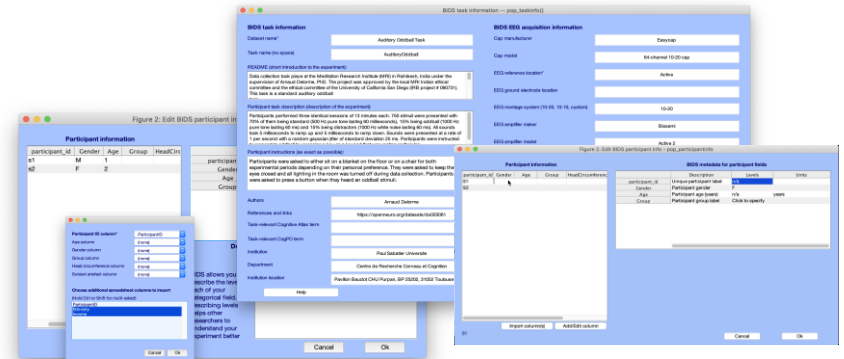 BIDS task information -- pop_taskinfo()
BIDS task information
Dataset name*
Auditory Oddball Task
Task name (no space)
AuditoryOddball
README (short introduction to the experiment):
Data collection took place at the Meditation Research Institute (MRI) in Rishikesh, India under the
supervision of Arnaud Delorme, PhD. The project was approved by the local MRI Indian ethical
committee and the ethical committee of the University of California San Diego (IRB project # 090731).
This task is a standard auditory oddball
Participant task description (description of the experiment):
Participants performed three identical sessions of 13 minutes each. 750 stimuli were presented with
70% of them being standard (500 Hz pure tone lasting 60 milliseconds), 15% being oddball (1000 Hz
pure tone lasting 60 ms) and 15% being distractors (1000 Hz white noise lasting 60 ms). All sounds
took 5 milliseconds to ramp up and 5 milliseconds to ramp down. Sounds were presented at a rate of
1 per second with a random gaussian jitter of standard deviation 25 ms. Participants were instructed
Participant instructions (as exact as possible):
Participants were asked to either sit on a blanket on the floor or on a chair for both
experimental periods depending on their personal preference. They were asked to keep the
eyes closed and all lighting in the room was turned off during data collection. Participants
were asked to press a button when they hear an oddball stimuli.
Authors
Arnaud Delorme
References and links
Task-relevant Cognitive Atlas term
Task-relevant CogPO term
Institution
Paul Sabatier Universite
Department
Centre de Recherche Cerveau et Cognition
Institution location
Pavillon Baudot CHU Purpan, BP 25202, 31052 Toulouse
Help
BIDS EEG acquisition information
Cap manufacturer
Easycap
Cap model
64-channel 10-20 cap
EEG reference location*
Active
EEG ground electrode location
EEG montage system (10-20, 10-10, custom)
10-20
EEG amplifier maker
Biosemi
EEG amplifier model
Active 2
Figure 2: Edit BIDS participant in
Participant information
participant_id Gender Age Group HeadCirc
s1 M 1
s2 F 2
particip
Gender
Age
Group
De
BIDS allows you
describe the level
each of your
categorical field.
Describing levels
helps other
researchers to
understand your
experiment better
Cancel Ok
Participant ID column* ParticipantID
Age column (none)
Gender column (none)
Group column (none)
Head circumference column (none)
Subject artefact column (none)
Choose additional spreadsheet columns to import
(Hold Ctrl or Shift for multi-select)
ParticipantID
Ethnicity
Income
Cancel Ok
Figure 2: Edit BIDS participant info - pop_participantinfo
Participant information
participant_id Gender Age Group HeadCircumference
S1
S2
Import column(s) Add/Edit column
S1
BIDS metadata for participant fields
Description Levels Units
participant_id Unique participant label n/a
Gender Participant gender
Age Participant age (years) n/a years
Group Participant group label Click to specify
Cancel Ok